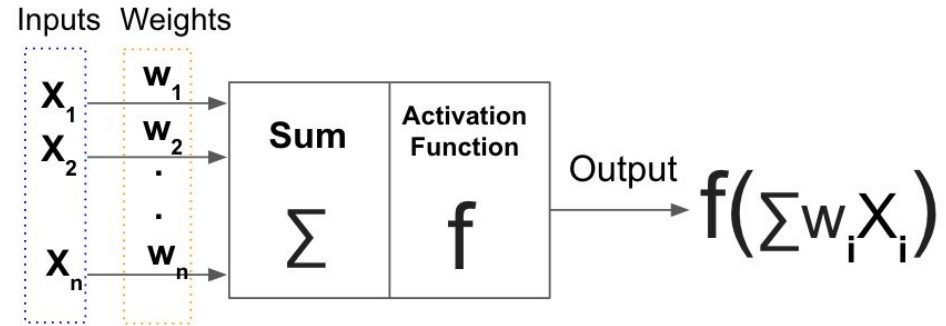 Inputs Weights
X1 w1
X2 w2
.
.
Xn wn
Sum
Σ
Activation
Function
f
Output
f(∑wiXi)